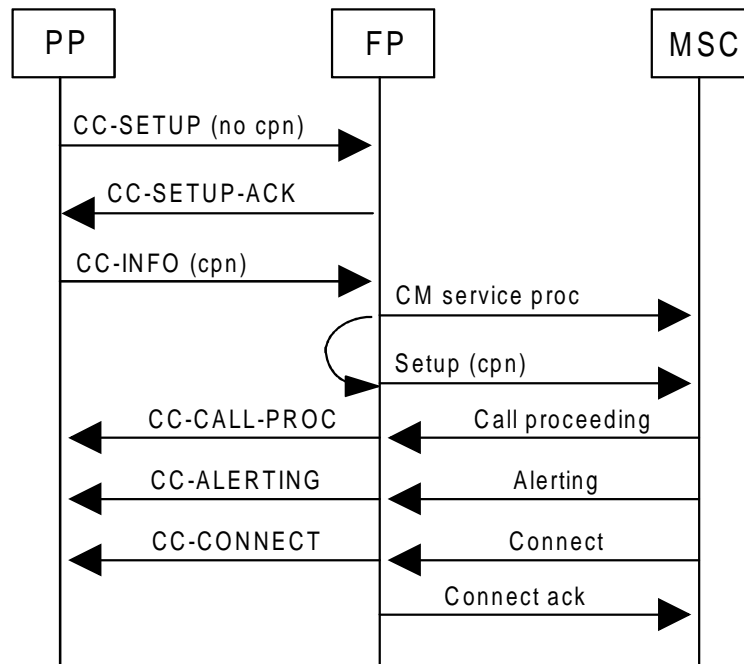 PP FP MSC
CC-SETUP (no cpn)
CC-SETUP-ACK
CC-INFO (cpn)
CM service proc
Setup (cpn)
CC-CALL-PROC Call proceeding
CC-ALERTING Alerting
CC-CONNECT Connect
Connect ack